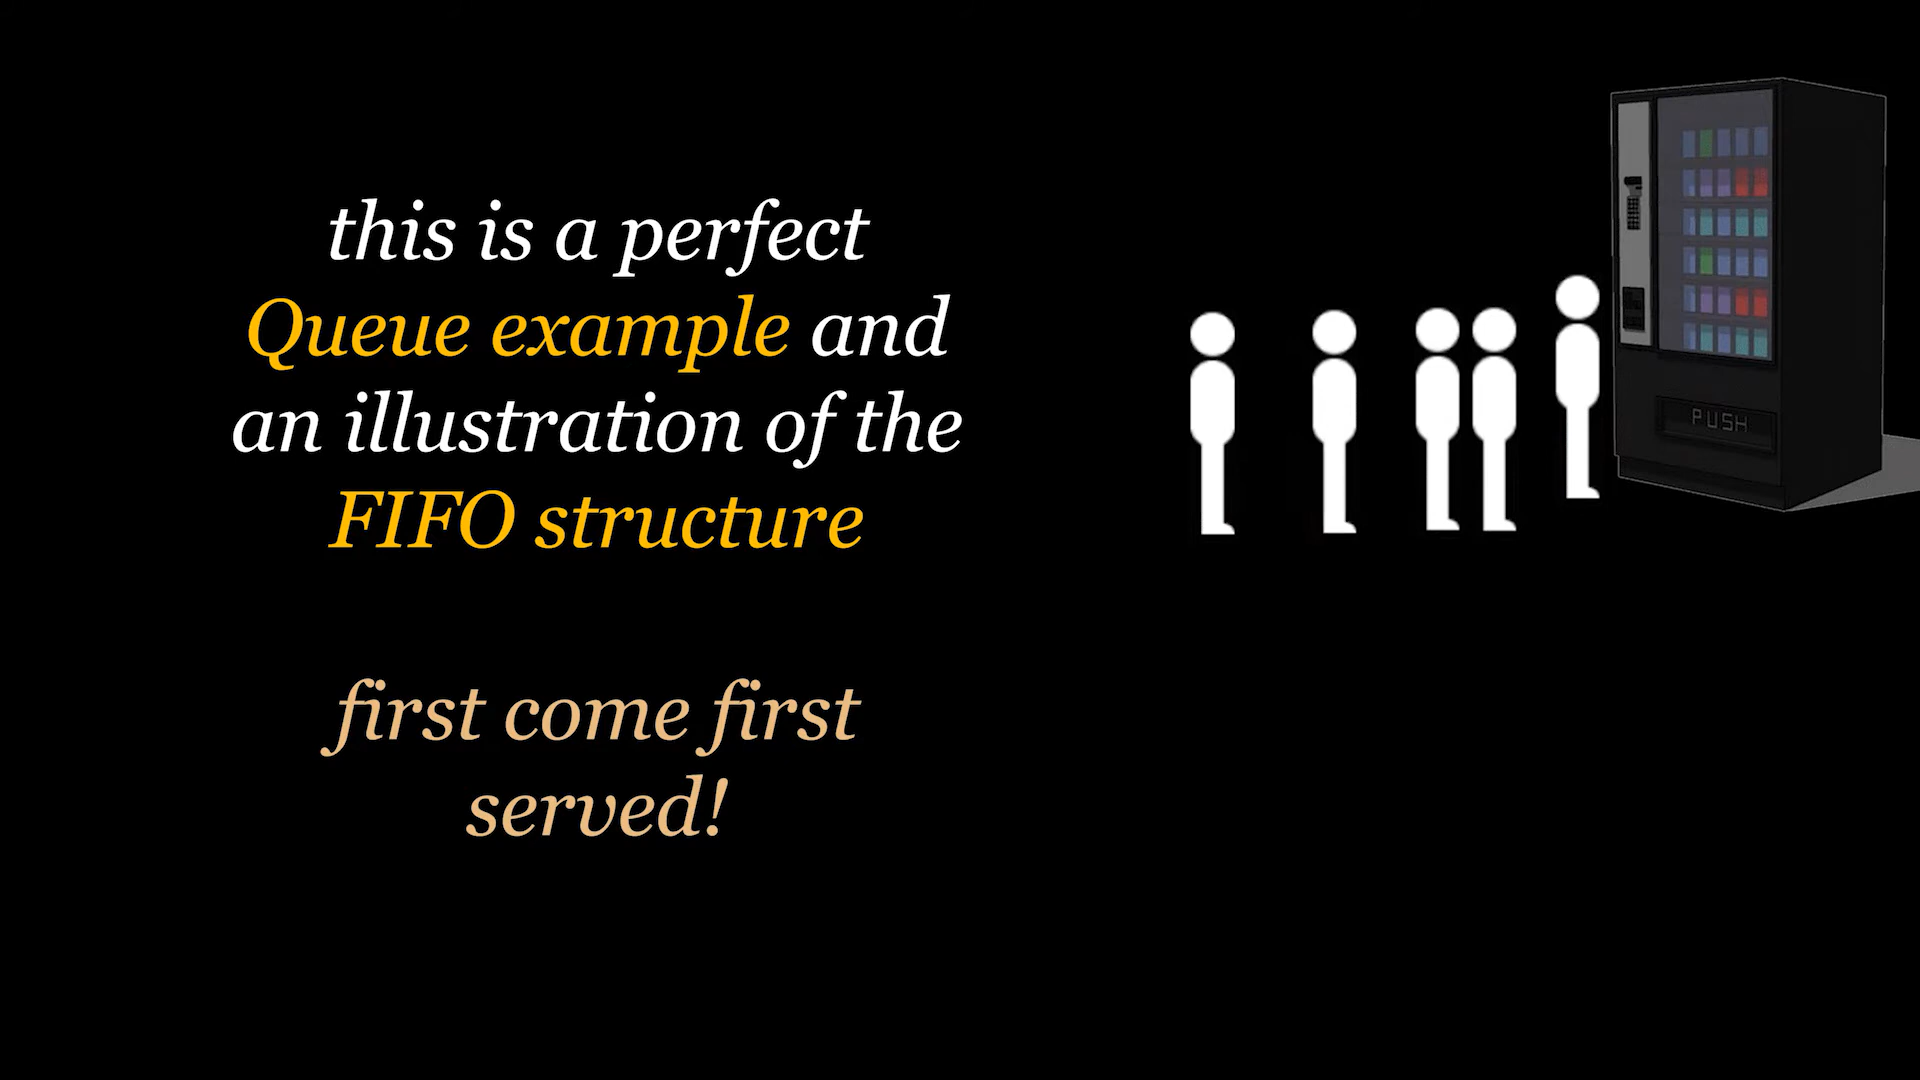 this is a perfect
Queue example and
an illustration of the
FIFO structure
first come first
served!
PUSH